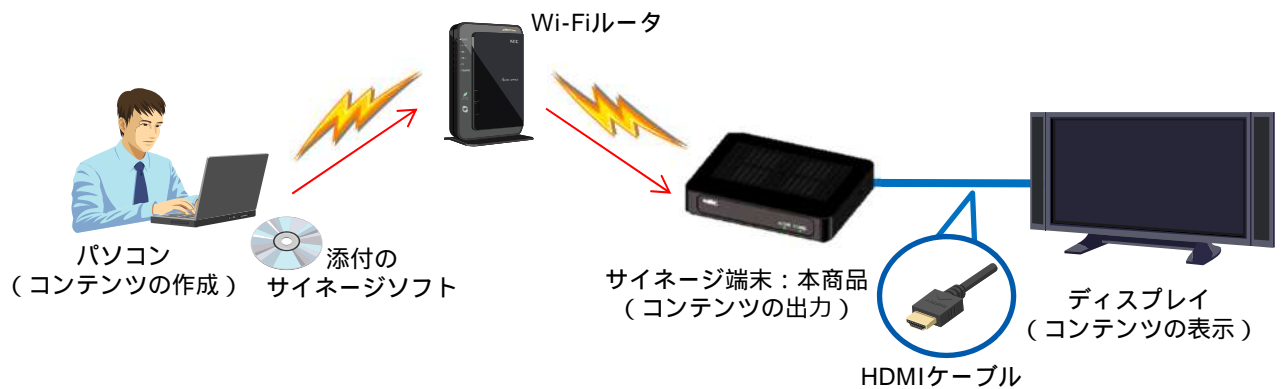 Wi-Fiルータ
パソコン
（コンテンツの作成）
添付の
サイネージソフト
サイネージ端末：本商品
（コンテンツの出力）
ディスプレイ
（コンテンツの表示）
HDMIケーブル